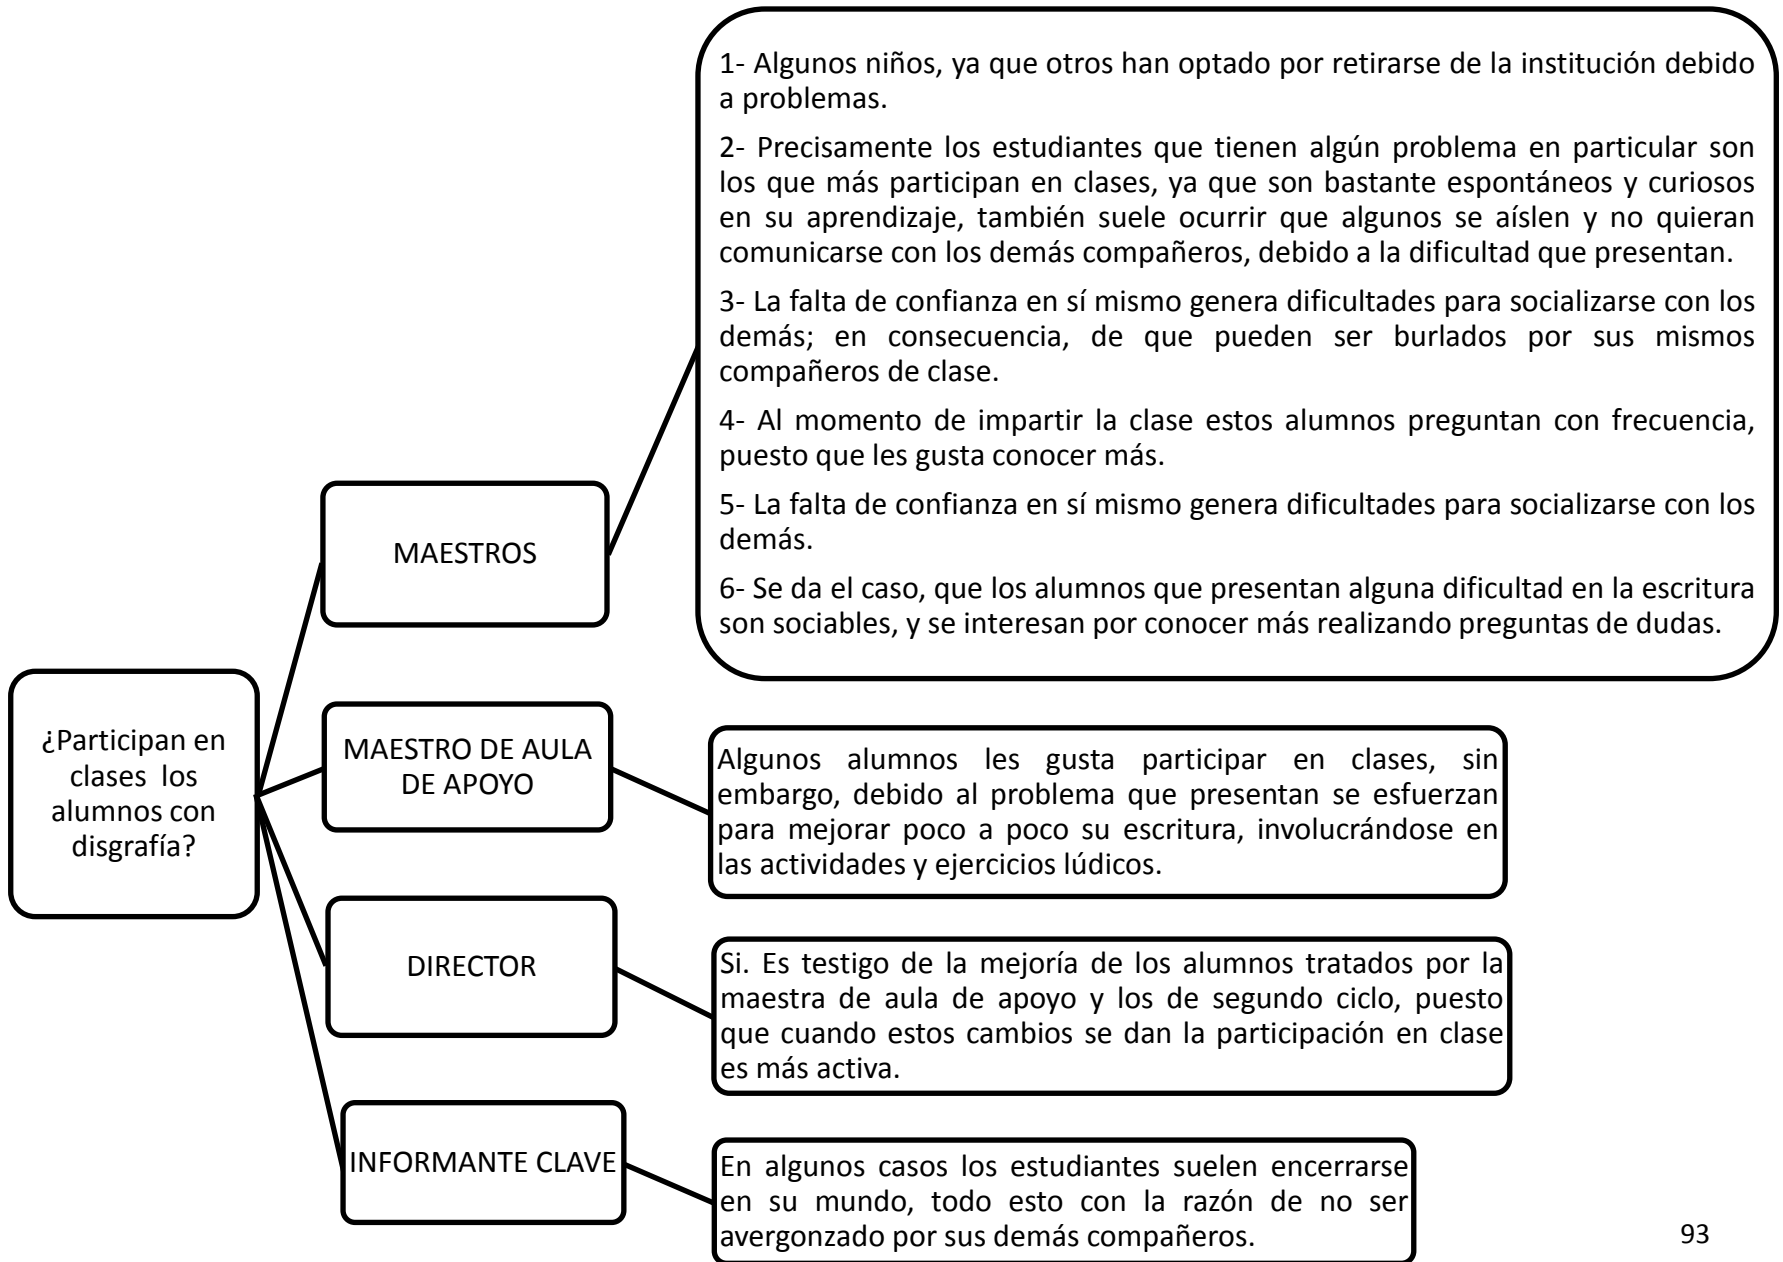 1- Algunos niños, ya que otros han optado por retirarse de la institución debido
a problemas.
2- Precisamente los estudiantes que tienen algún problema en particular son
los que más participan en clases, ya que son bastante espontáneos y curiosos
en su aprendizaje, también suele ocurrir que algunos se aíslen y no quieran
comunicarse con los demás compañeros, debido a la dificultad que presentan.
3- La falta de confianza en sí mismo genera dificultades para socializarse con los
demás; en consecuencia, de que pueden ser burlados por sus mismos
compañeros de clase.
4- Al momento de impartir la clase estos alumnos preguntan con frecuencia,
puesto que les gusta conocer más.
5- La falta de confianza en sí mismo genera dificultades para socializarse con los
demás.
6- Se da el caso, que los alumnos que presentan alguna dificultad en la escritura
son sociables, y se interesan por conocer más realizando preguntas de dudas.
MAESTROS
¿Participan en
clases los
alumnos con
disgrafía?
MAESTRO DE AULA
DE APOYO
Algunos alumnos les gusta participar en clases, sin
embargo, debido al problema que presentan se esfuerzan
para mejorar poco a poco su escritura, involucrándose en
las actividades y ejercicios lúdicos.
DIRECTOR
Si. Es testigo de la mejoría de los alumnos tratados por la
maestra de aula de apoyo y los de segundo ciclo, puesto
que cuando estos cambios se dan la participación en clase
es más activa.
INFORMANTE CLAVE
En algunos casos los estudiantes suelen encerrarse
en su mundo, todo esto con la razón de no ser
avergonzado por sus demás compañeros.
93